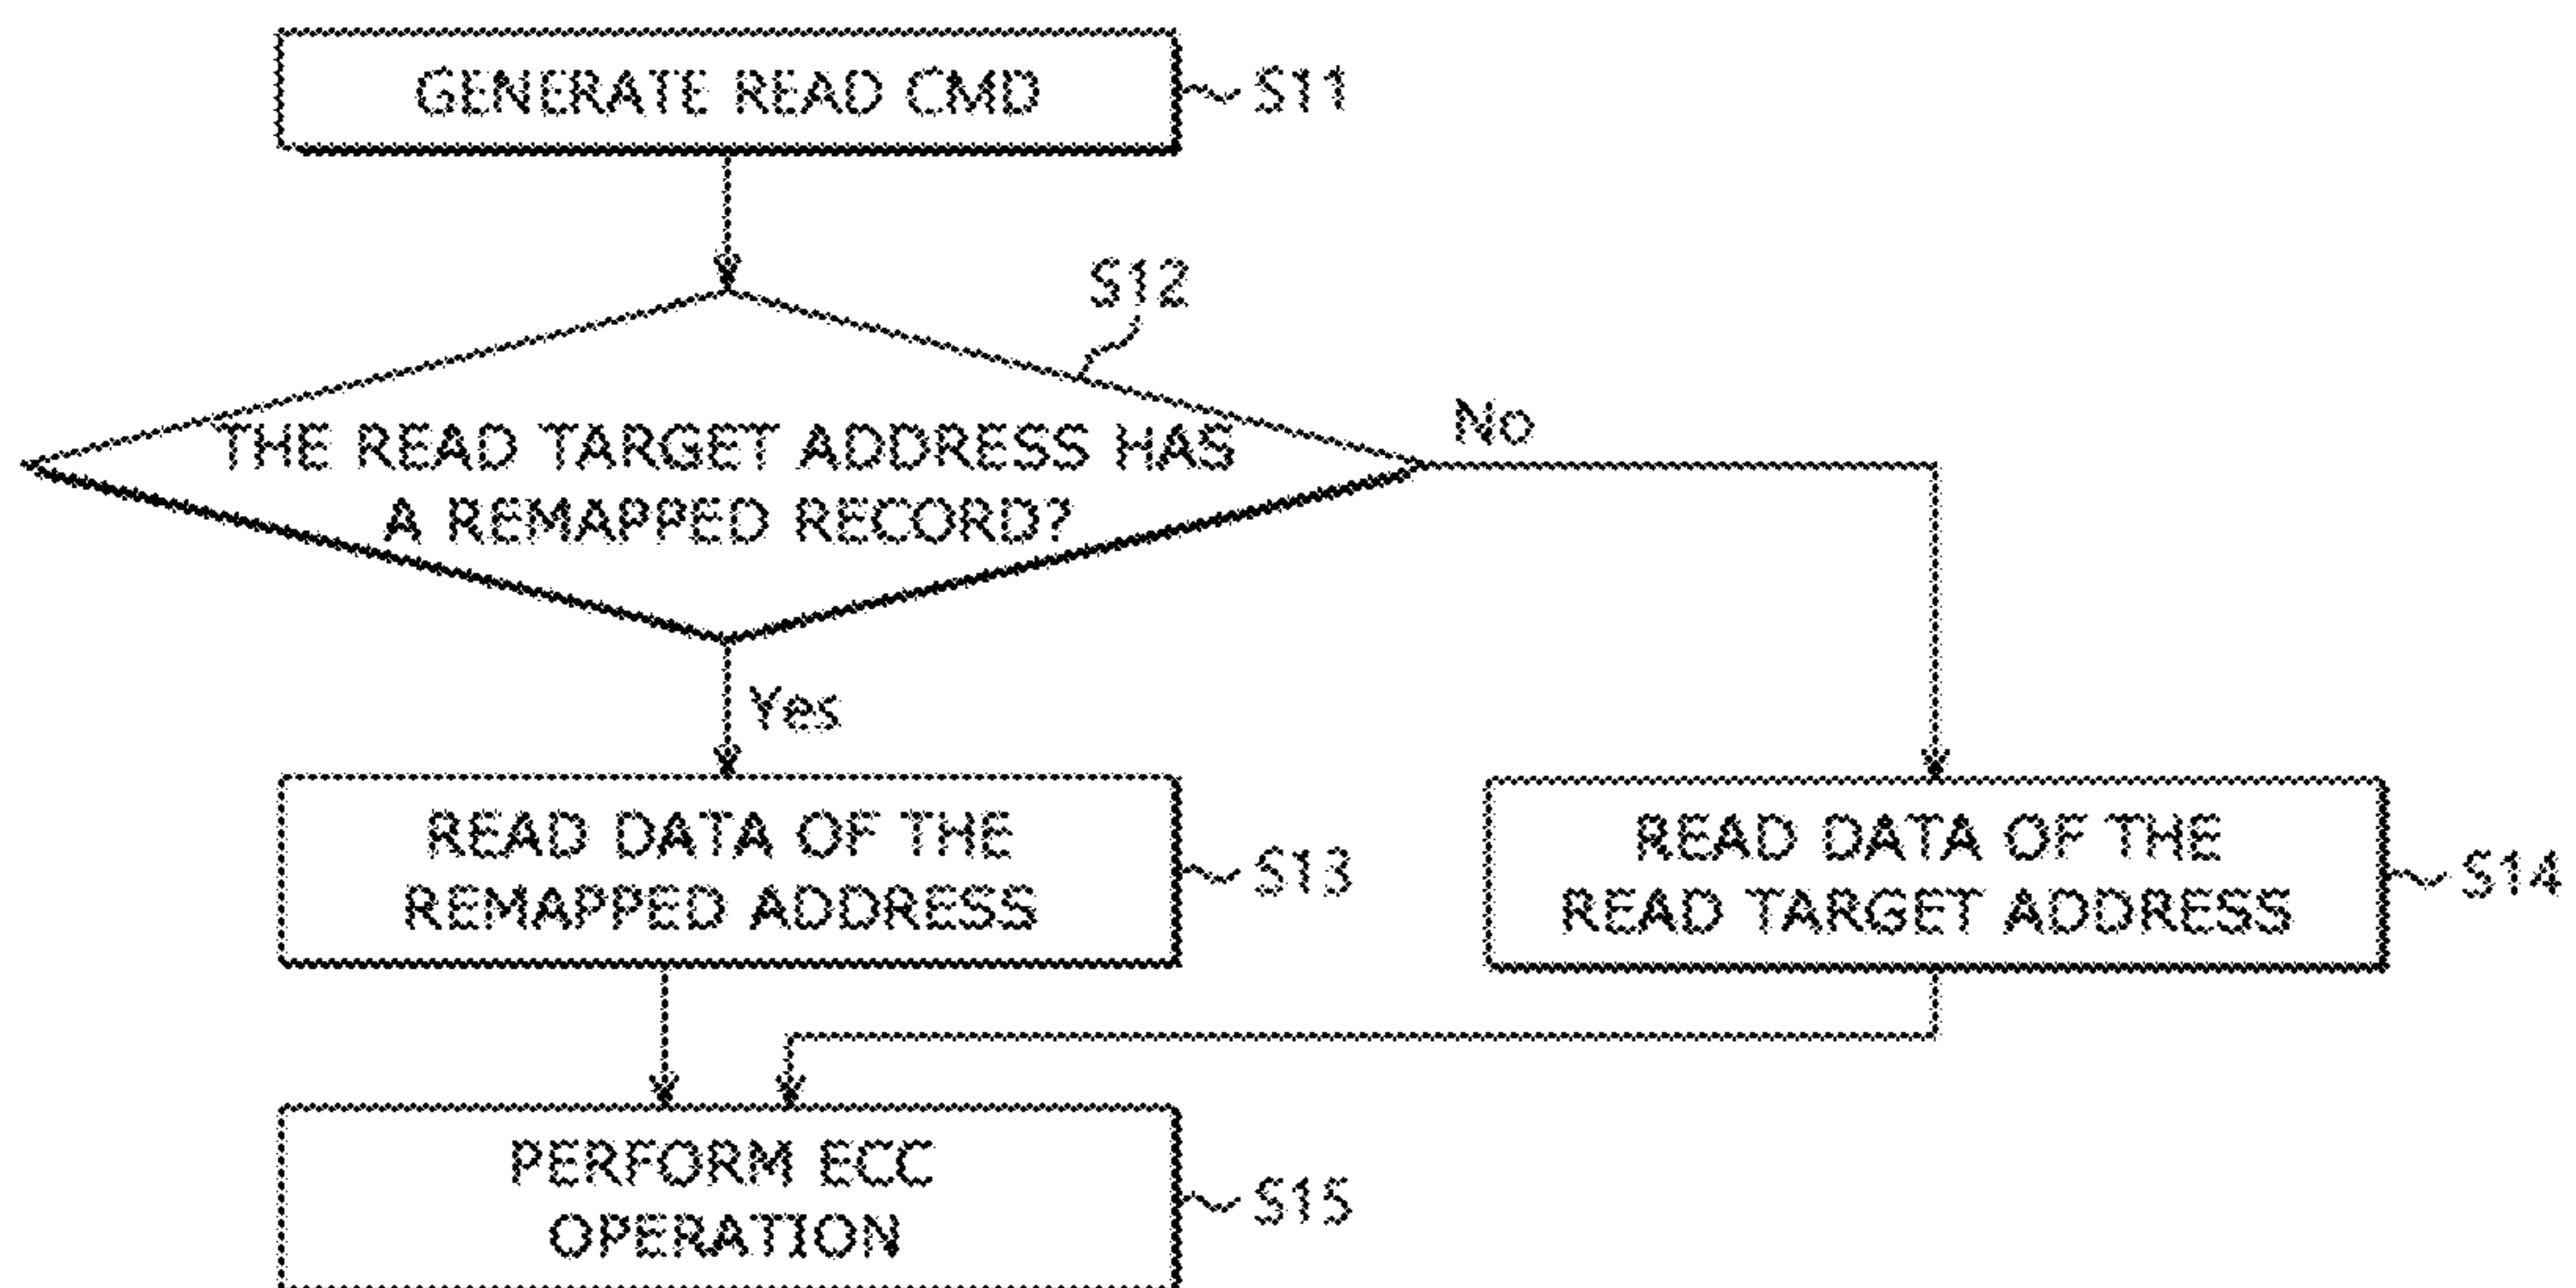 GENERATE READ CMD
S11
S12
THE READ TARGET ADDRESS HAS
A REMAPPED RECORD?
No
Yes
READ DATA OF THE
REMAPPED ADDRESS
S13
READ DATA OF THE
READ TARGET ADDRESS
S14
PERFORM ECC
OPERATION
S15